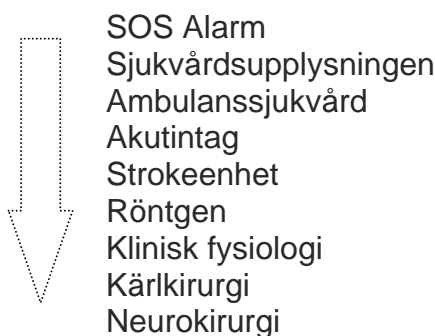 SOS Alarm
Sjukvårdsupplysningen
Ambulanssjukvård
Akutintag
Strokeenhet
Röntgen
Klinisk fysiologi
Kärlkirurgi
Neurokirurgi